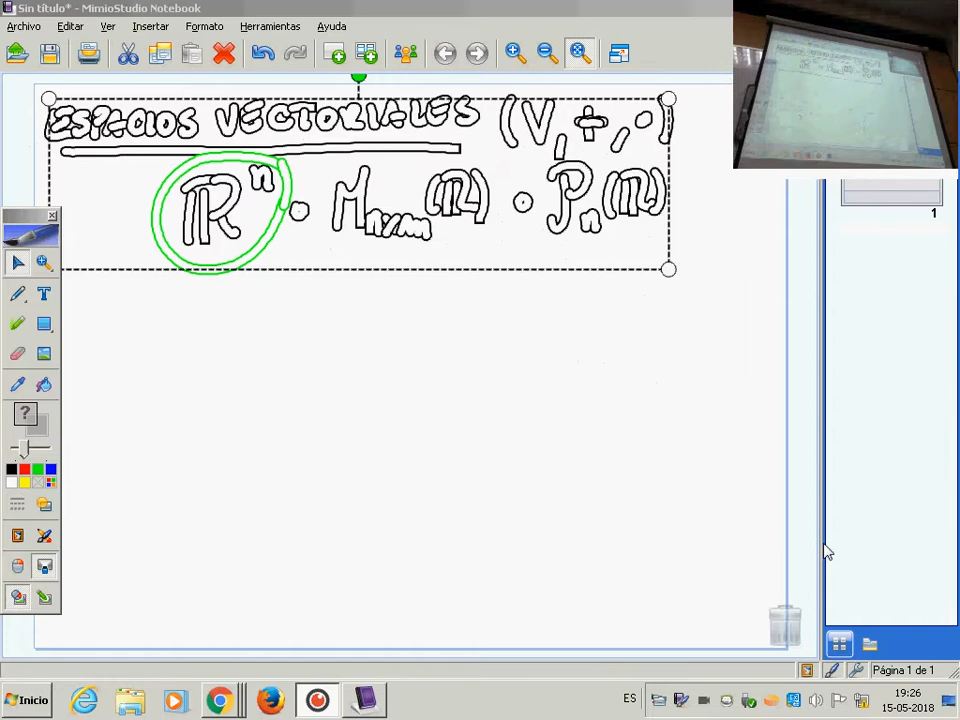 Sin título* - MimioStudio Notebook
Archivo Editar Ver Insertar Formato Herramientas Ayuda
ESPACIOS VECTORIALES (V, +, ·)
ℝⁿ · Mₙₓₘ(ℝ) · Pₙ(ℝ)
1
T
?
Página 1 de 1
Inicio
ES
19:26
15-05-2018